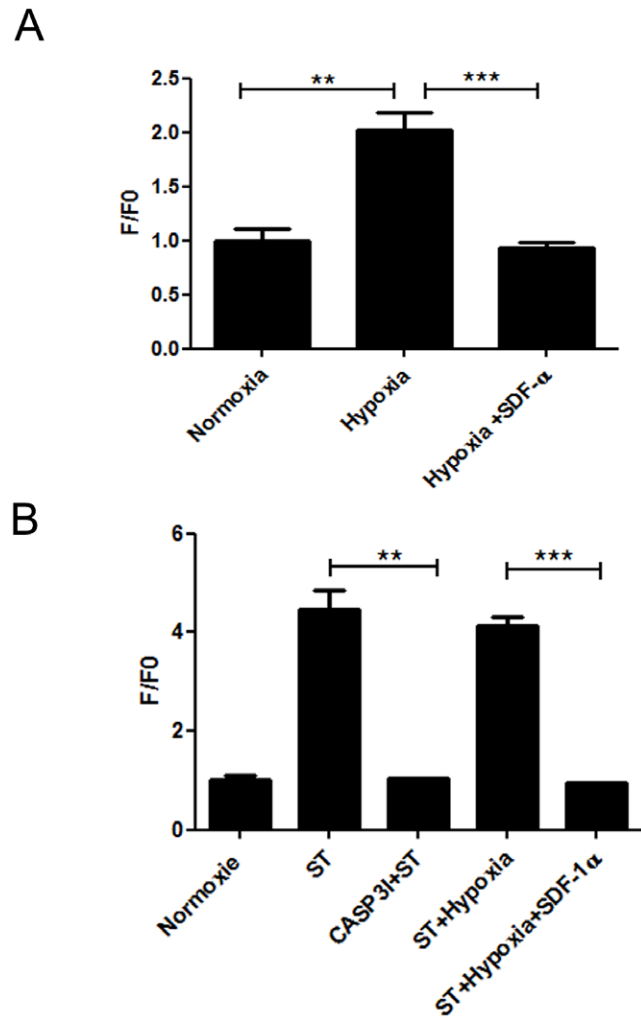 A
** ***
2.5
2.0
1.5
1.0
0.5
0.0
F/F0
Normoxia
Hypoxia
Hypoxia +SDF-α
B
** ***
6
4
2
0
F/F0
Normoxie
ST
CASP3I+ST
ST+Hypoxia
ST+Hypoxia+SDF-1α